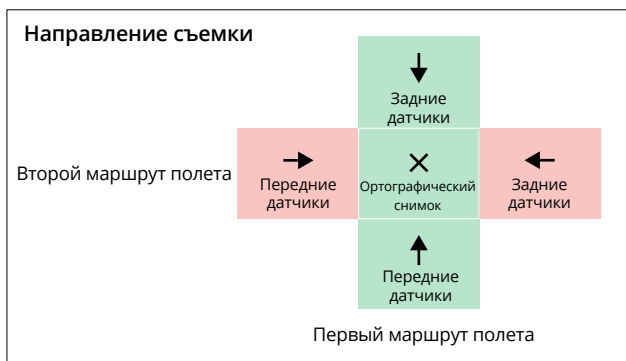 Направление съемки
Задние
датчики
Второй маршрут полета
Передние
датчики
Ортографический
снимок
Задние
датчики
Передние
датчики
Первый маршрут полета